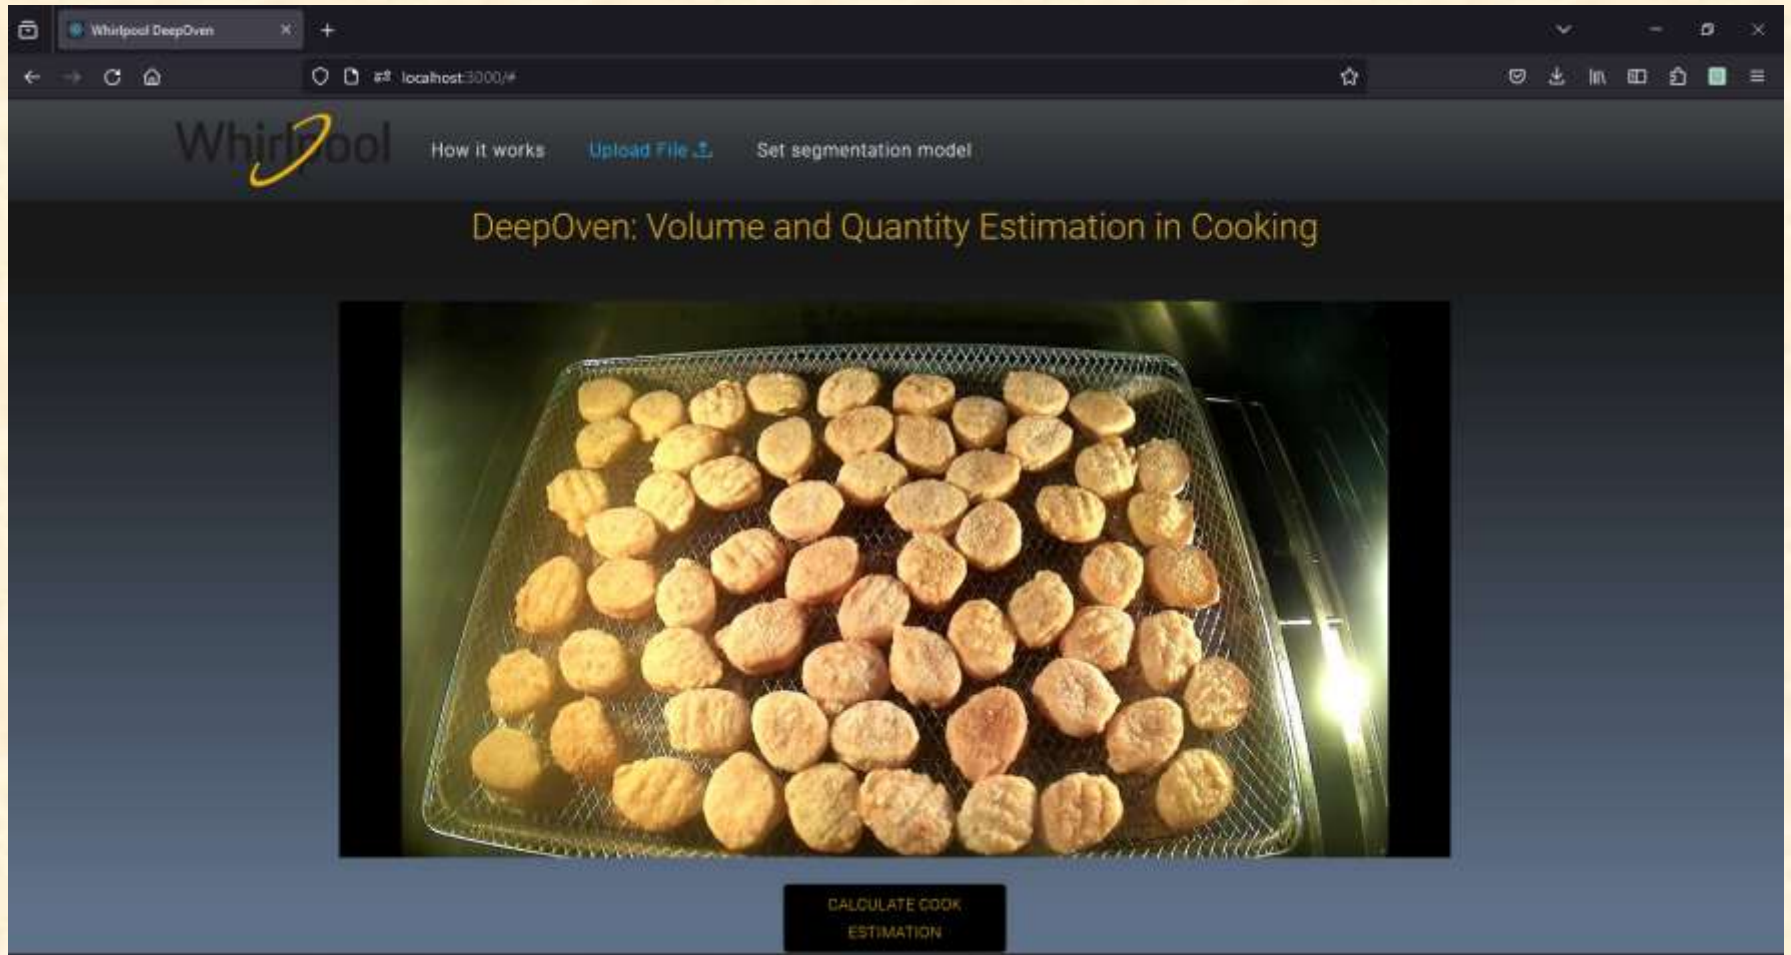 Whirlpool DeepOven
localhost:3000/#
Whirlpool
How it works
Upload File
Set segmentation model
DeepOven: Volume and Quantity Estimation in Cooking
CALCULATE COOK
ESTIMATION